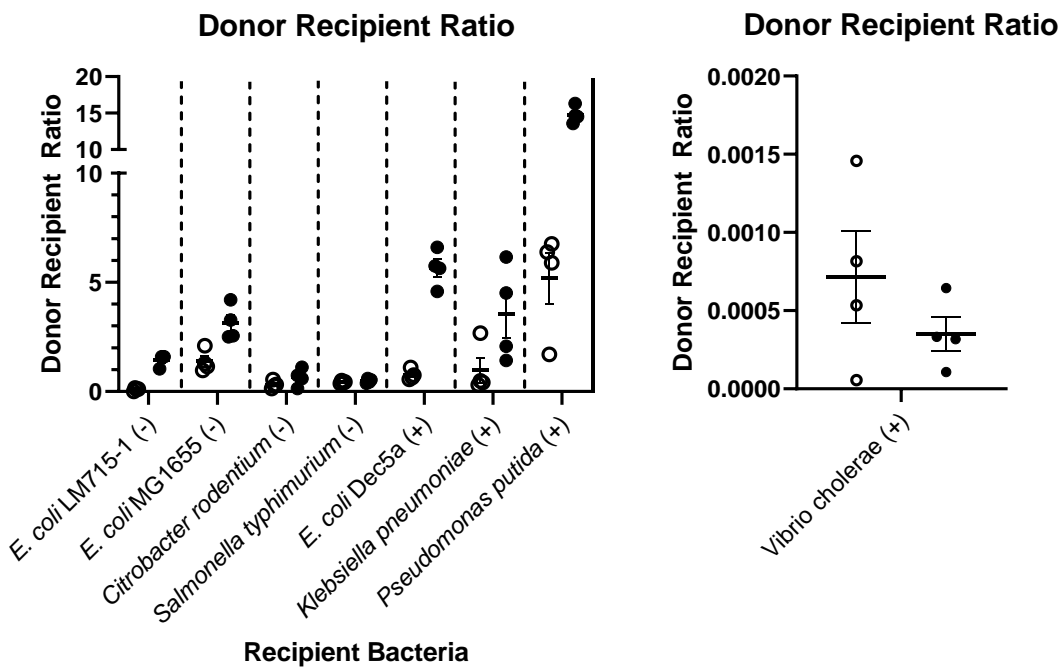 Donor Recipient Ratio
Donor Recipient Ratio
20
15
10
10
5
0
E. coli LM715-1 (-)
E. coli MG1655 (-)
Citrobacter rodentium (-)
Salmonella typhimurium (-)
E. coli Dec5a (+)
Klebsiella pneumoniae (+)
Pseudomonas putida (+)
Recipient Bacteria
Donor Recipient Ratio
Donor Recipient Ratio
0.0020
0.0015
0.0010
0.0005
0.0000
Vibrio cholerae (+)